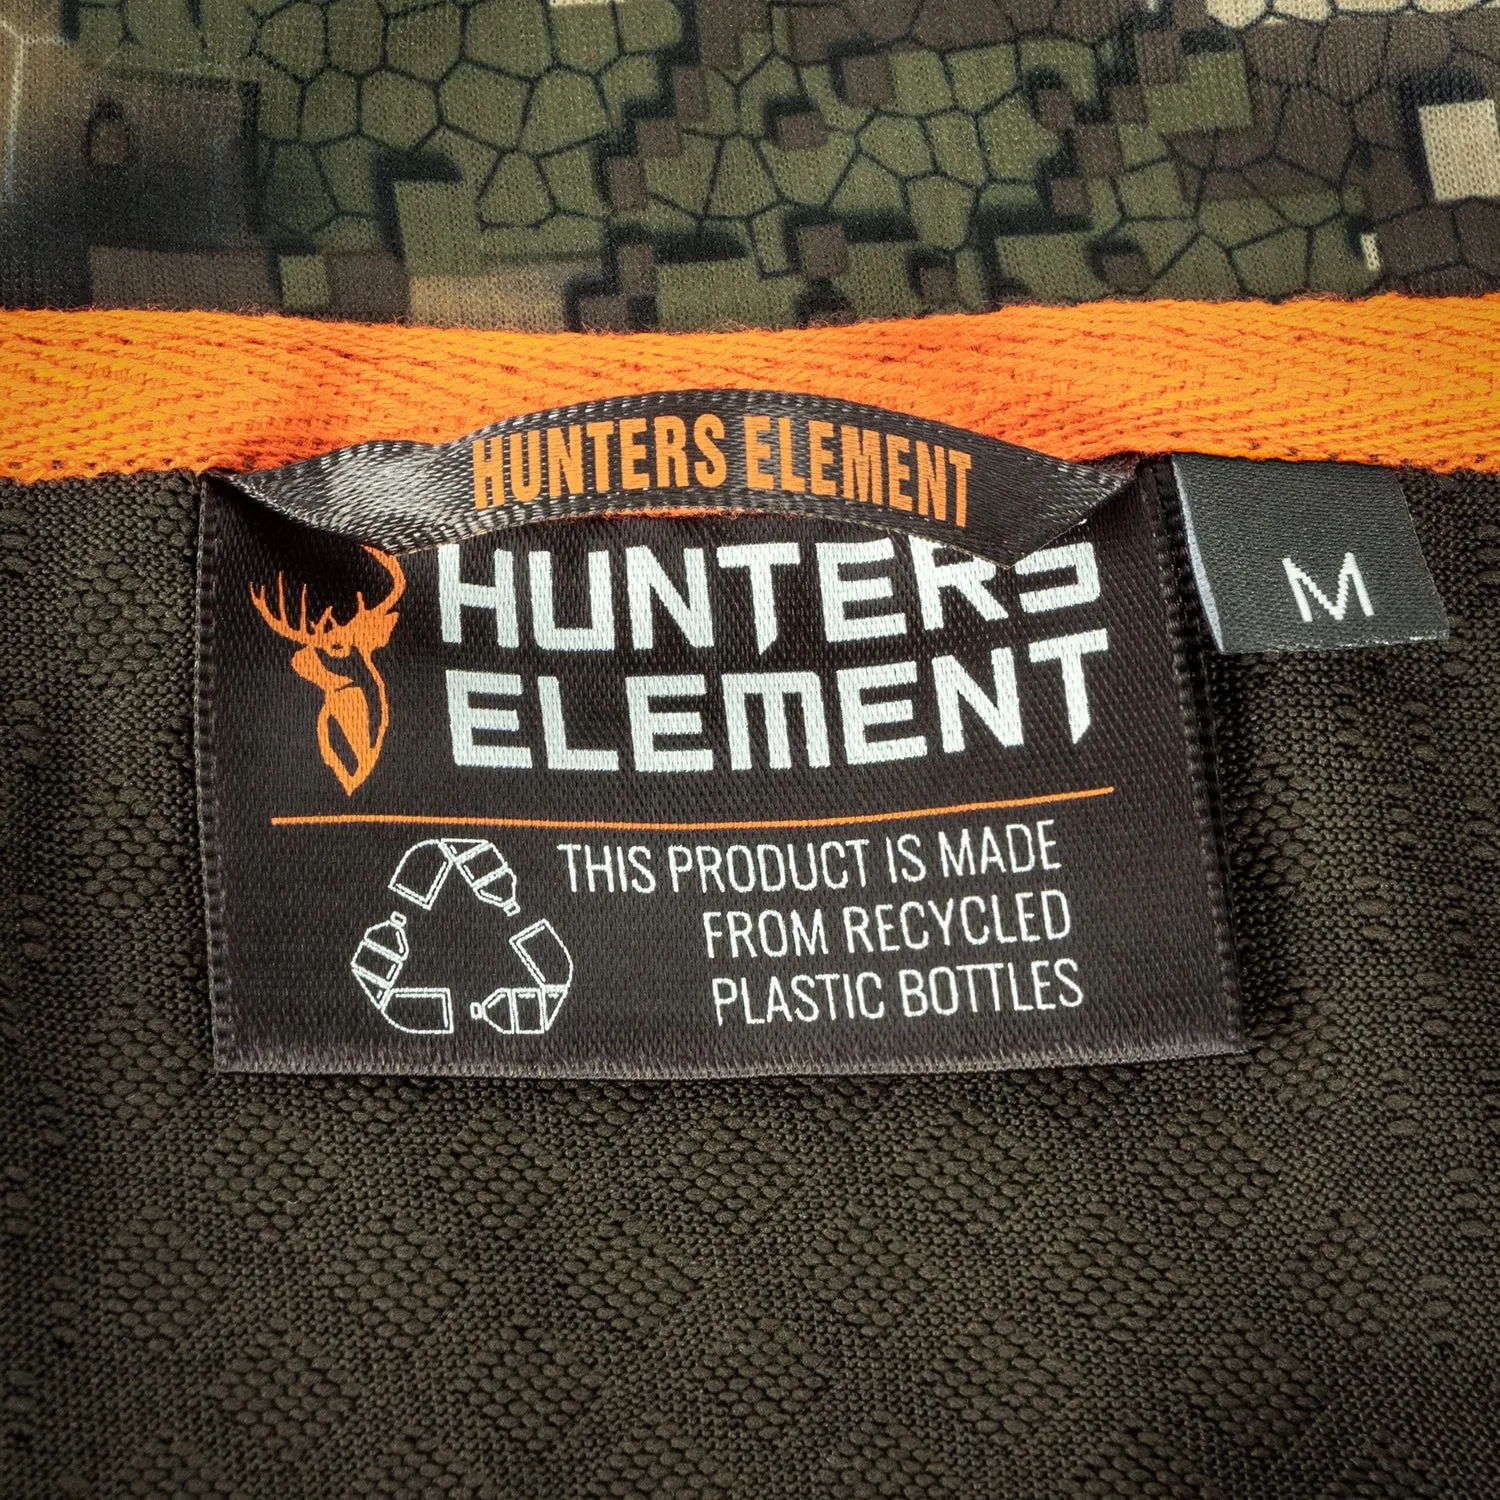 HUNTERS ELEMENT
HUNTERS
ELEMENT
M
THIS PRODUCT IS MADE
FROM RECYCLED
PLASTIC BOTTLES